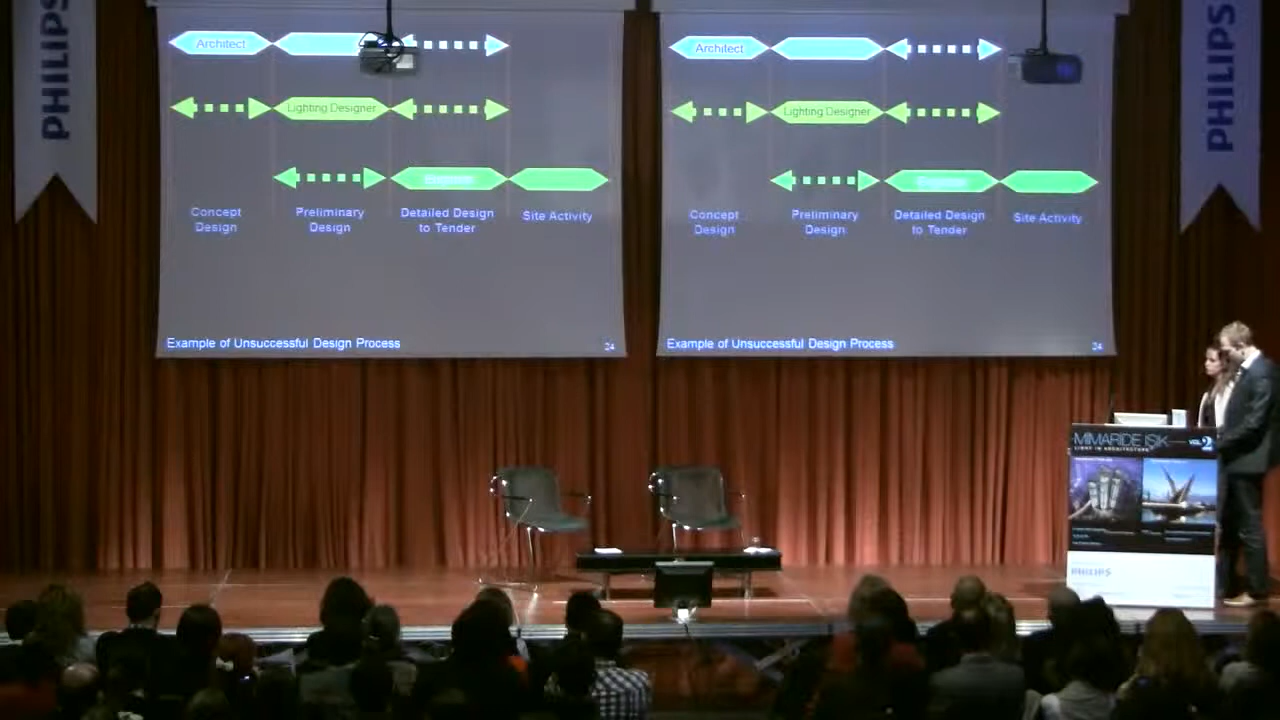 PHILIPS
Architect
Lighting Designer
Concept
Design
Preliminary
Design
Detailed Design
to Tender
Site Activity
Example of Unsuccessful Design Process
24
Architect
Lighting Designer
Concept
Design
Preliminary
Design
Detailed Design
to Tender
Site Activity
Example of Unsuccessful Design Process
24
PHILIPS
MIMARIDE IŞIK
VOL.2
LIGHT IN ARCHITECTURE
PHILIPS